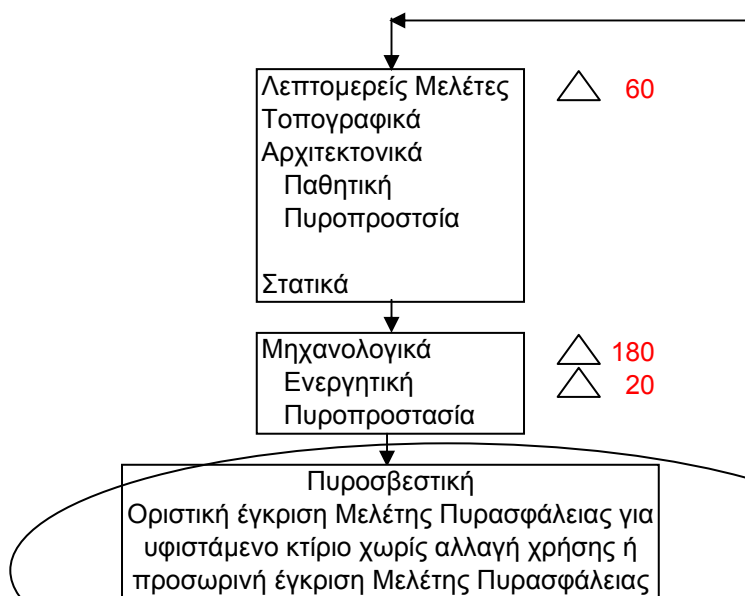 Λεπτομερείς Μελέτες 60
Τοπογραφικά
Αρχιτεκτονικά
Παθητική
Πυροπροστσία
Στατικά
Μηχανολογικά 180
Ενεργητική 20
Πυροπροστασία
Πυροσβεστική
Οριστική έγκριση Μελέτης Πυρασφάλειας για
υφιστάμενο κτίριο χωρίς αλλαγή χρήσης ή
προσωρινή έγκριση Μελέτης Πυρασφάλειας